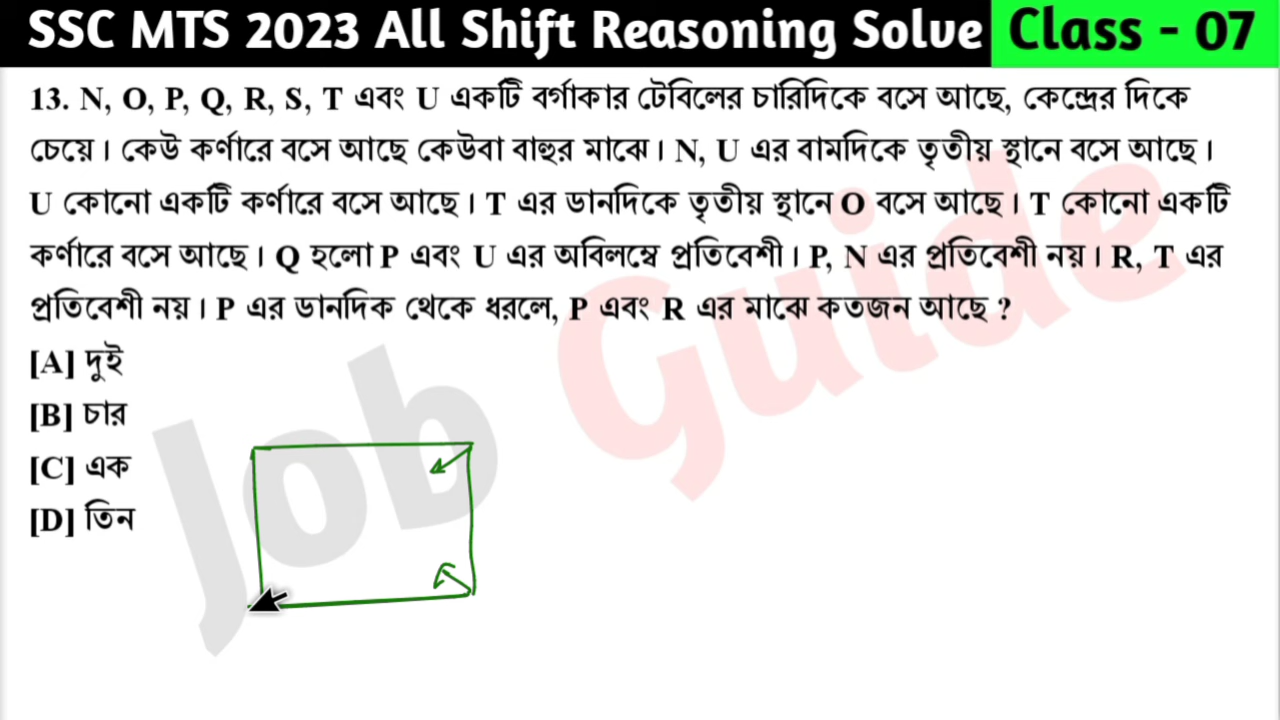 SSC MTS 2023 All Shift Reasoning Solve Class - 07
13. N, O, P, Q, R, S, T এবং U একটি বর্গাকার টেবিলের চারিদিকে বসে আছে, কেন্দ্রের দিকে
চেয়ে। কেউ কর্ণারে বসে আছে কেউবা বাহুর মাঝে। N, U এর বামদিকে তৃতীয় স্থানে বসে আছে।
U কোনো একটি কর্ণারে বসে আছে। T এর ডানদিকে তৃতীয় স্থানে O বসে আছে। T কোনো একটি
কর্ণারে বসে আছে। Q হলো P এবং U এর অবিলম্বে প্রতিবেশী। P, N এর প্রতিবেশী নয়। R, T এর
প্রতিবেশী নয়। P এর ডানদিক থেকে ধরলে, P এবং R এর মাঝে কতজন আছে ?
[A] দুই
[B] চার
[C] এক
[D] তিন
Job Guide